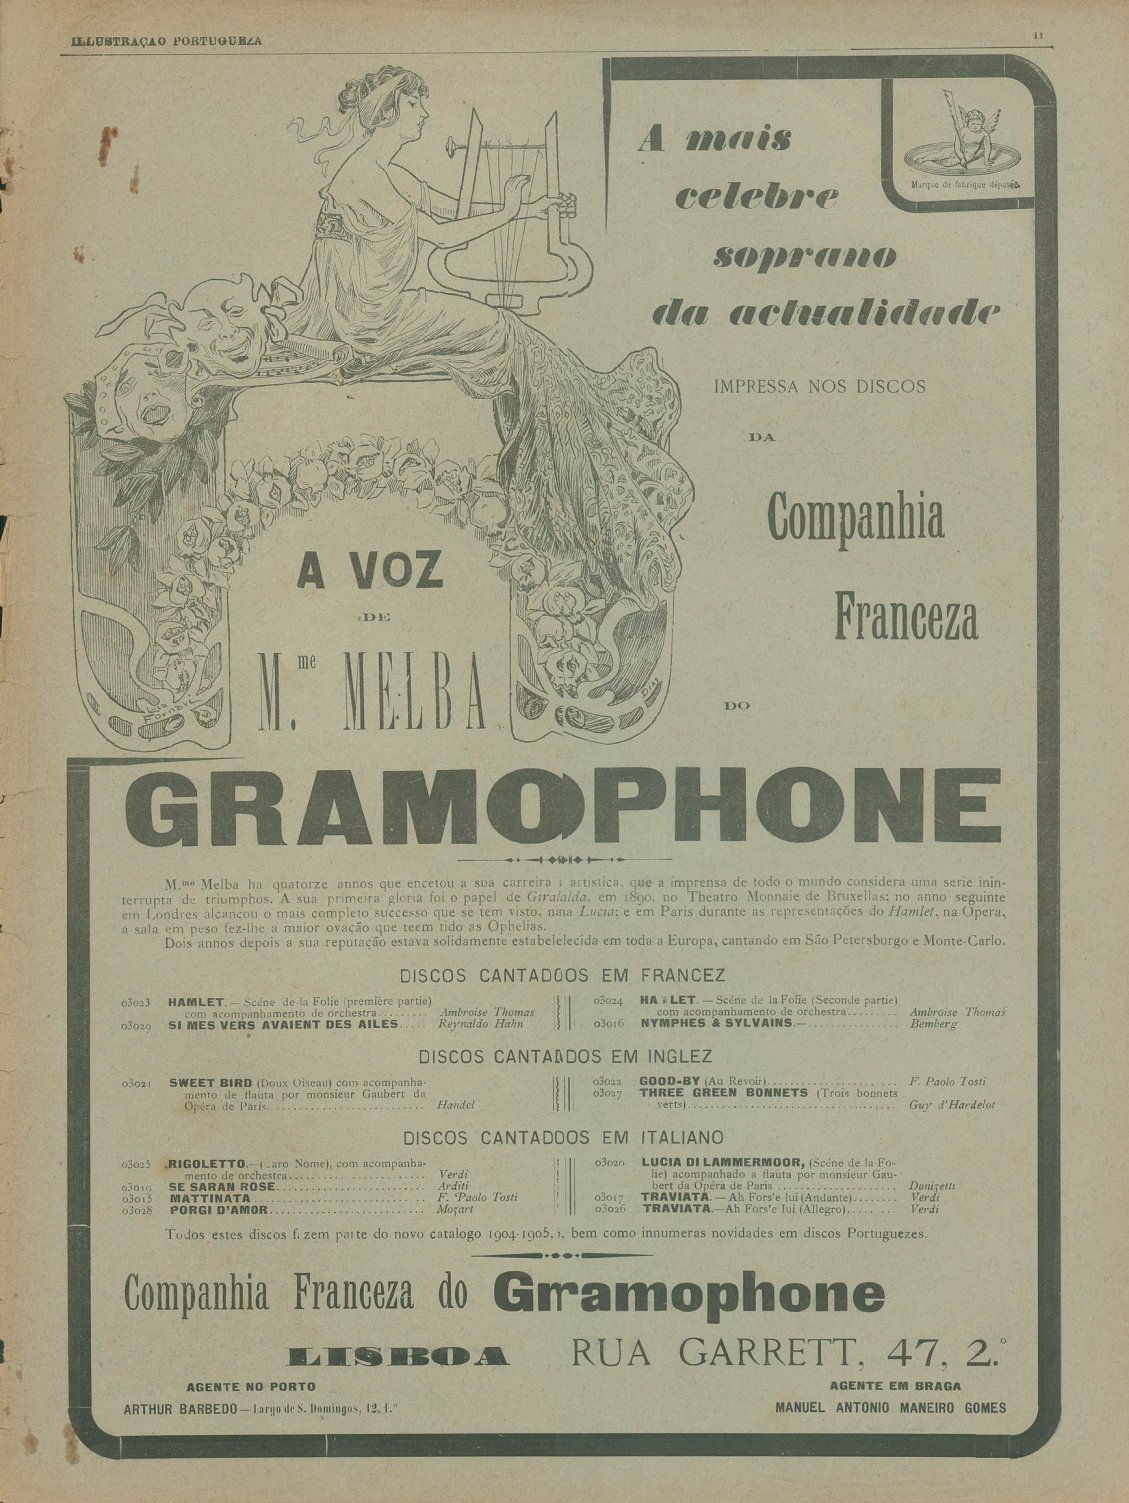 ILLUSTRAÇÃO PORTUGUEZA
11
A mais
celebre
soprano
da actualidade
Marque de fabrique déposée
IMPRESSA NOS DISCOS
DA
Companhia
Franceza
DO
A VOZ
DE
M.me MELBA
DIAS
GRAMOPHONE
M.me Melba ha quatorze annos que encetou a sua carreira artistica, que a imprensa de todo o mundo considera uma serie inin-
terrupta de triumphos. A sua primeira gloria foi o papel de Giralalda, em 1890, no Theatro Monnaie de Bruxellas; no anno seguinte
em Londres alcançou o mais completo successo que se tem visto, na Lucia; e em Paris durante as representações do Hamlet, na Opera,
a sala em peso fez-lhe a maior ovacão que teem tido as Ophelias.
Dois annos depois a sua reputação estava solidamente estabelelecida em toda a Europa, cantando em São Petersburgo e Monte-Carlo.
DISCOS CANTADOOS EM FRANCEZ
03023 HAMLET.—Scéne de la Folie (première partie)
com acompanhamento de orchestra......... Ambroise Thomas
03029 SI MES VERS AVAIENT DES AILES..... Reynaldo Hahn
03024 HA LET.—Scéne de la Folie (Seconde partie)
com acompanhamento de orchestra......... Ambroise Thomas
03016 NYMPHES & SYLVAINS.—............... Bemberg
DISCOS CANTADDOS EM INGLEZ
03021 SWEET BIRD (Doux Oiseau) com acompanha-
mento de flauta por monsieur Gaubert da
Opéra de Paris.......................... Handel
03022 GOOD-BY (Au Revoir)...................... F. Paolo Tosti
03027 THREE GREEN BONNETS (Trois bonnets
verts)................................... Guy d'Hardelot
DISCOS CANTADOOS EM ITALIANO
03025 RIGOLETTO.—(aro Nome), com acompanha-
mento de orchestra....................... Verdi
03019 SE SARAN ROSE........................ Arditi
03015 MATTINATA............................ F. Paolo Tosti
03028 PORGI D'AMOR......................... Mozart
03020 LUCIA DI LAMMERMOOR, (Scéne de la Fo-
lie) acompanhado a flauta por monsieur Gau-
bert da Opéra de Paris .................. Donizetti
03017 TRAVIATA.—Ah Fors'e lui (Andante)........ Verdi
03026 TRAVIATA.—Ah Fors'e lui (Allegro)........ Verdi
Todos estes discos fazem parte do novo catalogo 1904-1905, bem como innumeras novidades em discos Portuguezes.
Companhia Franceza do Grramophone
LISBOA RUA GARRETT, 47, 2.º
AGENTE NO PORTO
ARTHUR BARBEDO—Largo de S. Domingos, 12, 1.º
AGENTE EM BRAGA
MANUEL ANTONIO MANEIRO GOMES